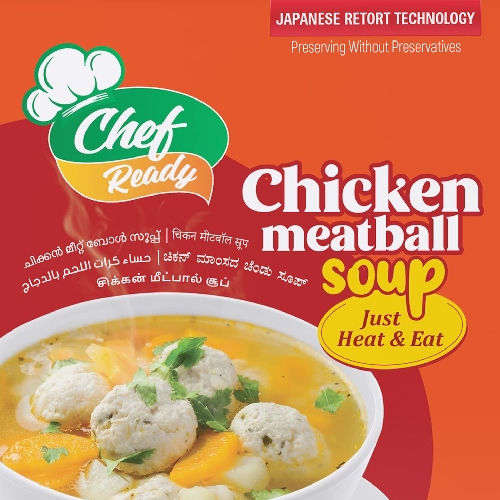 JAPANESE RETORT TECHNOLOGY
Preserving Without Preservatives
Chef
Ready
Chicken
meatball
soup
Just
Heat & Eat
ചിക്കൻ മീറ്റ് ബോൾ സൂപ്പ് | चिकन मीटबॉल सूप
حساء كرات اللحم بالدجاج | ಚಿಕನ್ ಮಾಂಸದ ಚೆಂಡು ಸೂಪ್
சிக்கன் மீட்பால் சூப்